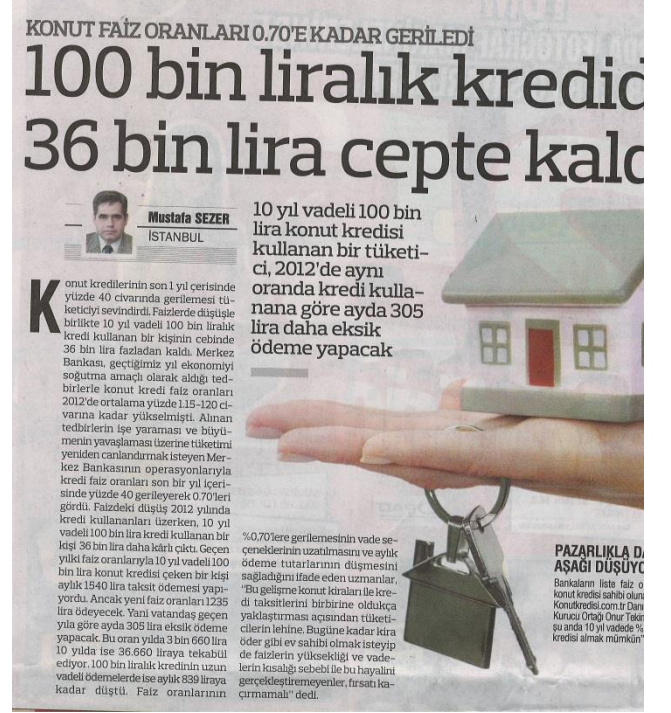 KONUT FAİZ ORANLARI 0.70'E KADAR GERİLEDİ
100 bin liralık kredid
36 bin lira cepte kald
Mustafa SEZER
İSTANBUL
10 yıl vadeli 100 bin
lira konut kredisi
kullanan bir tüketi-
ci, 2012'de aynı
oranda kredi kulla-
nana göre ayda 305
lira daha eksik
ödeme yapacak
Konut kredilerinin son 1 yıl içerisinde
yüzde 40 civarında gerilemesi tü-
keticiyi sevindirdi. Faizlerde düşüşle
birlikte 10 yıl vadeli 100 bin liralık
kredi kullanan bir kişinin cebinde
36 bin lira fazladan kaldı. Merkez
Bankası, geçtiğimiz yıl ekonomiyi
soğutma amaçlı olarak aldığı ted-
birlerle konut kredi faiz oranları
2012'de ortalama yüzde 1.15-120 ci-
varına kadar yükselmişti. Alınan
tedbirlerin işe yaraması ve büyü-
menin yavaşlaması üzerine tüketimi
yeniden canlandırmak isteyen Mer-
kez Bankasının operasyonlarıyla
kredi faiz oranları son bir yıl içeri-
sinde yüzde 40 gerileyerek 0.70'leri
gördü. Faizdeki düşüş 2012 yılında
kredi kullananları üzerken, 10 yıl
vadeli 100 bin lira kredi kullanan bir
kişi 36 bin lira daha kârlı çıktı. Geçen
yılki faiz oranlarıyla 10 yıl vadeli 100
bin lira konut kredisi çeken bir kişi
aylık 1540 lira taksit ödemesi yapı-
yordu. Ancak yeni faiz oranları 1235
lira ödeyecek. Yani vatandaş geçen
yıla göre ayda 305 lira eksik ödeme
yapacak. Bu oran yılda 3 bin 660 lira
10 yılda ise 36.660 liraya tekabül
ediyor. 100 bin liralık kredinin uzun
vadeli ödemelerde ise aylık 839 liraya
kadar düştü. Faiz oranlarının
%0,70'lere gerilemesinin vade se-
çeneklerinin uzatılmasını ve aylık
ödeme tutarlarının düşmesini
sağladığını ifade eden uzmanlar,
"Bu gelişme konut kiraları ile kre-
di taksitlerini birbirine oldukça
yaklaştırması açısından tüketi-
cilerin lehine. Bugüne kadar kira
öder gibi ev sahibi olmak isteyip
de faizlerin yüksekliği ve vade-
lerin kısalığı sebebi ile bu hayalini
gerçekleştiremeyenler, fırsatı ka-
çırmamalı" dedi.
PAZARLIKLA DA
AŞAĞI DÜŞÜYO
Bankaların liste faiz o
konut kredisi sahibi olun
Konutkredisi.com.tr Danı
Kurucu Ortağı Onur Tekin
şu anda 10 yıl vadede %
kredisi almak mümkün"